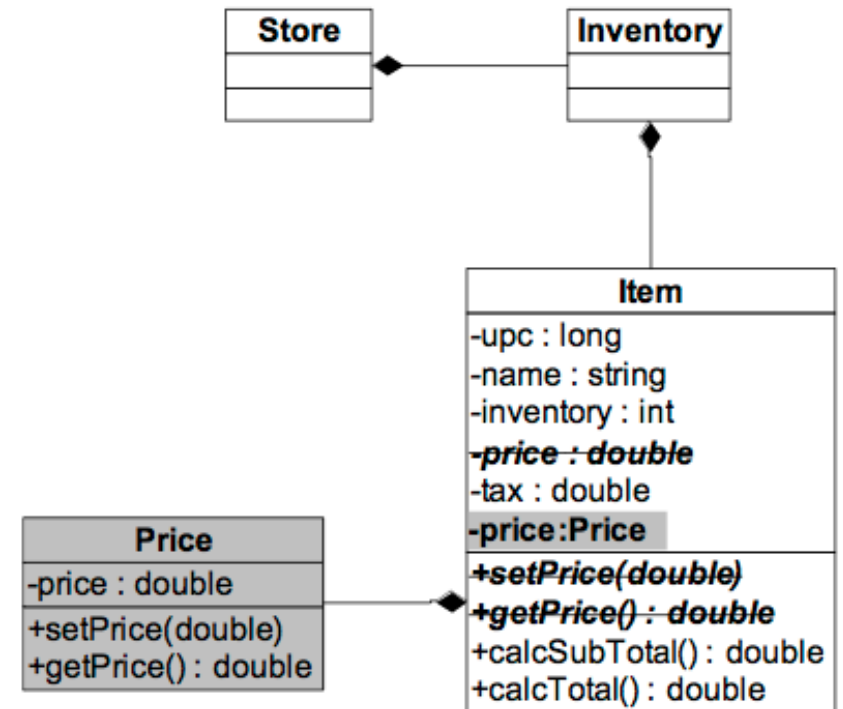 Store
Inventory
Item
-upc : long
-name : string
-inventory : int
-price : double
-tax : double
-price:Price
+setPrice(double)
+getPrice() : double
+calcSubTotal() : double
+calcTotal() : double
Price
-price : double
+setPrice(double)
+getPrice() : double